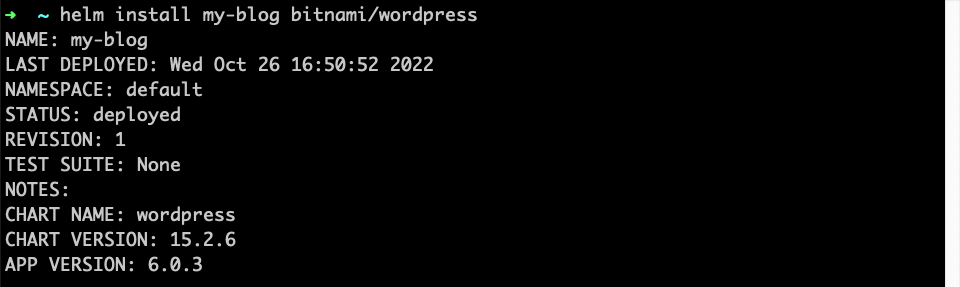 ➜  ~ helm install my-blog bitnami/wordpress
NAME: my-blog
LAST DEPLOYED: Wed Oct 26 16:50:52 2022
NAMESPACE: default
STATUS: deployed
REVISION: 1
TEST SUITE: None
NOTES:
CHART NAME: wordpress
CHART VERSION: 15.2.6
APP VERSION: 6.0.3